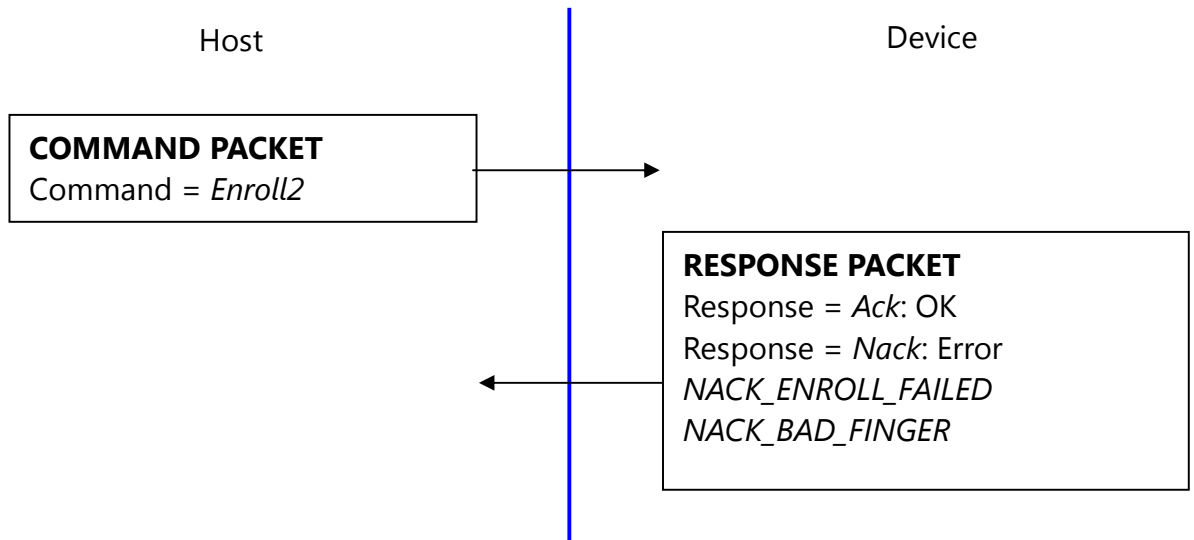 Host
Device
COMMAND PACKET
Command = Enroll2
RESPONSE PACKET
Response = Ack: OK
Response = Nack: Error
NACK_ENROLL_FAILED
NACK_BAD_FINGER